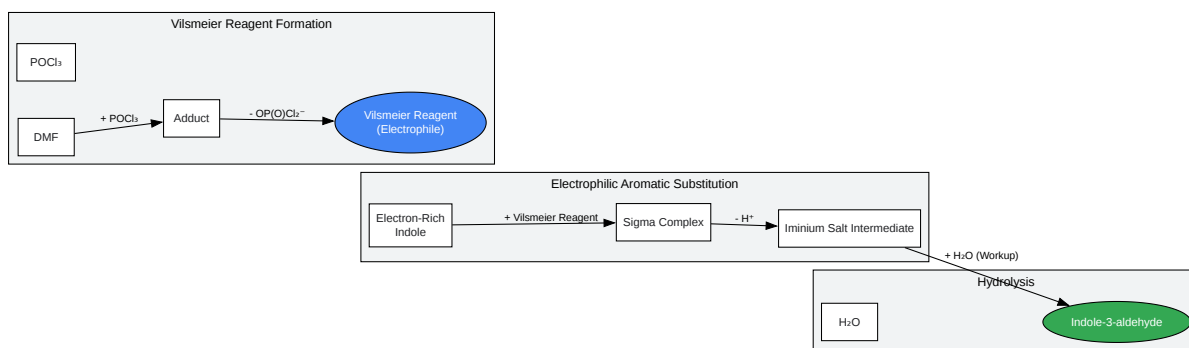 Vilsmeier Reagent Formation
POCl₃
DMF
+ POCl₃
Adduct
- OP(O)Cl₂⁻
Vilsmeier Reagent
(Electrophile)
Electrophilic Aromatic Substitution
Electron-Rich
Indole
+ Vilsmeier Reagent
Sigma Complex
- H⁺
Iminium Salt Intermediate
+ H₂O (Workup)
Hydrolysis
H₂O
Indole-3-aldehyde